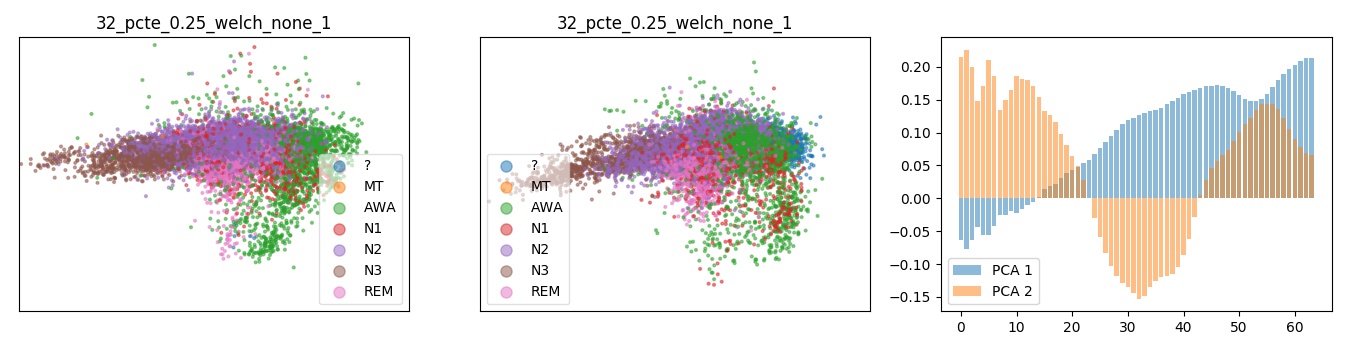 32_pcte_0.25_welch_none_1
?
MT
AWA
N1
N2
N3
REM
32_pcte_0.25_welch_none_1
?
MT
AWA
N1
N2
N3
REM
0.20
0.15
0.10
0.05
0.00
−0.05
−0.10
−0.15
PCA 1
PCA 2
0 10 20 30 40 50 60